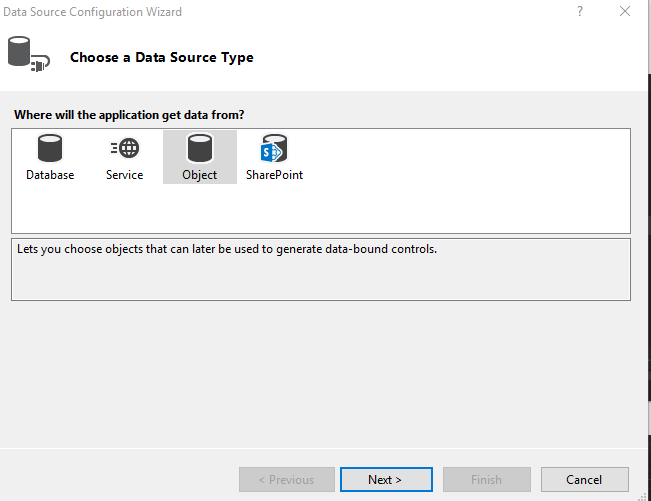 Data Source Configuration Wizard
?
Choose a Data Source Type
Where will the application get data from?
Database
Service
Object
S
SharePoint
Lets you choose objects that can later be used to generate data-bound controls.
< Previous
Next >
Finish
Cancel